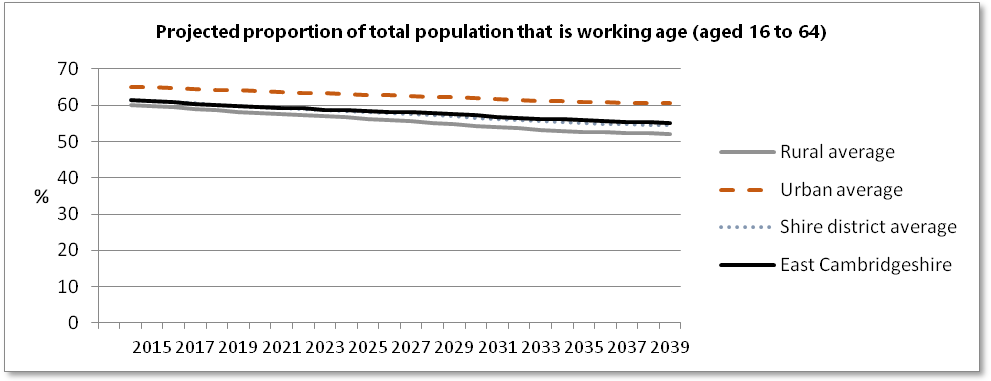 Projected proportion of total population that is working age (aged 16 to 64)
70
60
50
40
30
20
10
0
%
2015 2017 2019 2021 2023 2025 2027 2029 2031 2033 2035 2037 2039
Rural average
Urban average
Shire district average
East Cambridgeshire